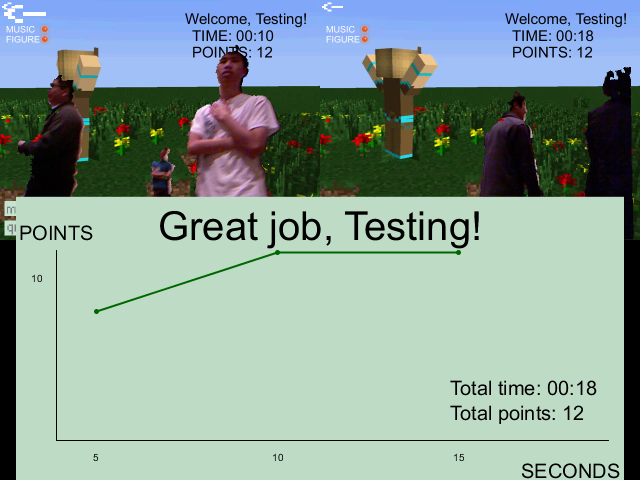 Welcome, Testing!
TIME: 00:10
POINTS: 12
MUSIC
FIGURE
Welcome, Testing!
TIME: 00:18
POINTS: 12
MUSIC
FIGURE
Great job, Testing!
POINTS
10
Total time: 00:18
Total points: 12
5 10 15
SECONDS